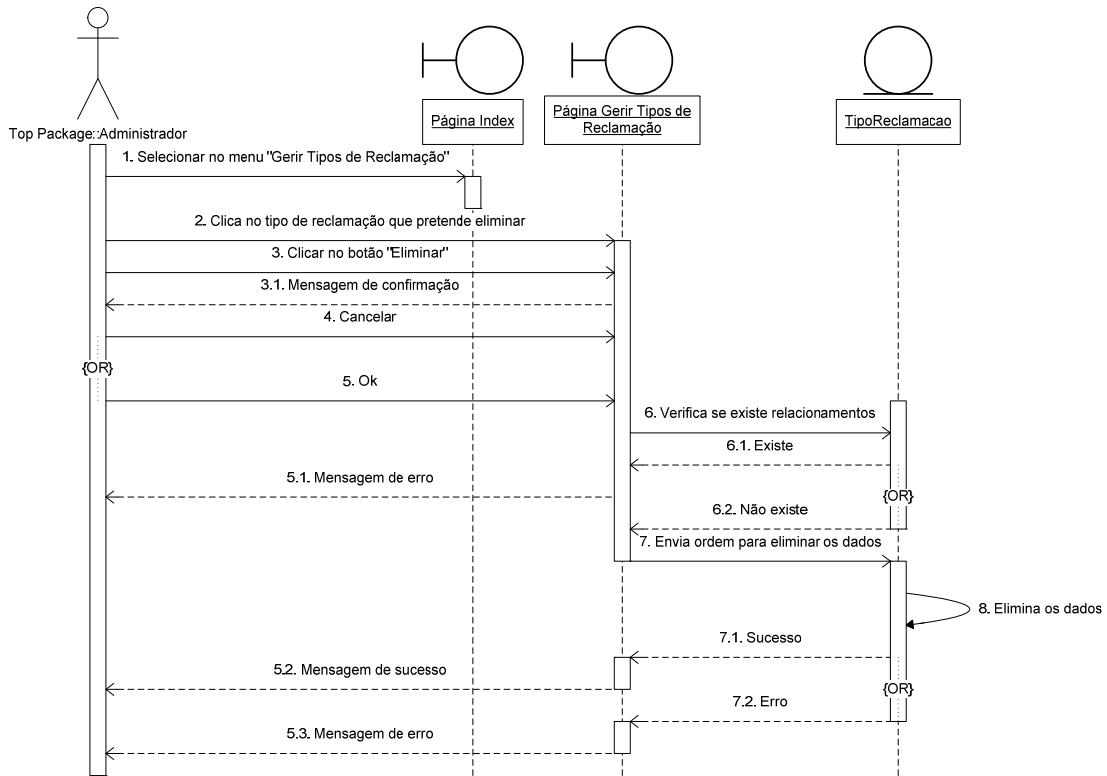 Página Index
Página Gerir Tipos de
Reclamação
TipoReclamacao
Top Package::Administrador
1. Selecionar no menu "Gerir Tipos de Reclamação"
2. Clica no tipo de reclamação que pretende eliminar
3. Clicar no botão "Eliminar"
3.1. Mensagem de confirmação
4. Cancelar
{OR}
5. Ok
6. Verifica se existe relacionamentos
6.1. Existe
5.1. Mensagem de erro
{OR}
6.2. Não existe
7. Envia ordem para eliminar os dados
8. Elimina os dados
7.1. Sucesso
5.2. Mensagem de sucesso
{OR}
7.2. Erro
5.3. Mensagem de erro